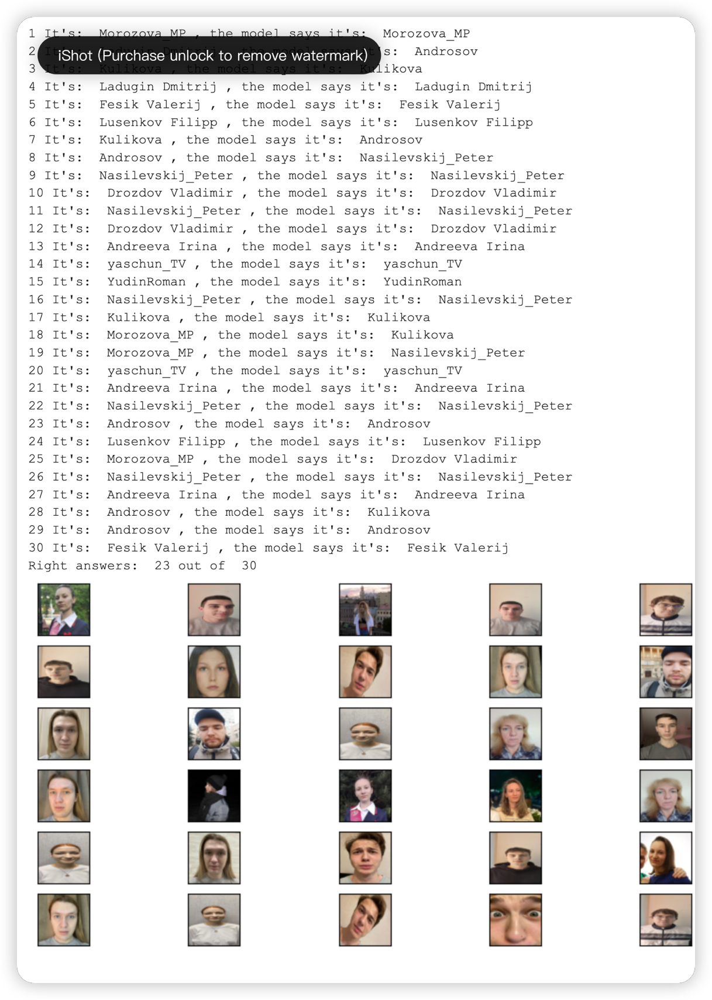 1 It's:  Morozova_MP , the model says it's:  Morozova_MP
iShot (Purchase unlock to remove watermark)
2 It's:  Ladugin Dmitrij , the model says it's:  Androsov
3 It's:  Kulikova , the model says it's:  Kulikova
4 It's:  Ladugin Dmitrij , the model says it's:  Ladugin Dmitrij
5 It's:  Fesik Valerij , the model says it's:  Fesik Valerij
6 It's:  Lusenkov Filipp , the model says it's:  Lusenkov Filipp
7 It's:  Kulikova , the model says it's:  Androsov
8 It's:  Androsov , the model says it's:  Nasilevskij_Peter
9 It's:  Nasilevskij_Peter , the model says it's:  Nasilevskij_Peter
10 It's:  Drozdov Vladimir , the model says it's:  Drozdov Vladimir
11 It's:  Nasilevskij_Peter , the model says it's:  Nasilevskij_Peter
12 It's:  Drozdov Vladimir , the model says it's:  Drozdov Vladimir
13 It's:  Andreeva Irina , the model says it's:  Andreeva Irina
14 It's:  yaschun_TV , the model says it's:  yaschun_TV
15 It's:  YudinRoman , the model says it's:  YudinRoman
16 It's:  Nasilevskij_Peter , the model says it's:  Nasilevskij_Peter
17 It's:  Kulikova , the model says it's:  Kulikova
18 It's:  Morozova_MP , the model says it's:  Kulikova
19 It's:  Morozova_MP , the model says it's:  Nasilevskij_Peter
20 It's:  yaschun_TV , the model says it's:  yaschun_TV
21 It's:  Andreeva Irina , the model says it's:  Andreeva Irina
22 It's:  Nasilevskij_Peter , the model says it's:  Nasilevskij_Peter
23 It's:  Androsov , the model says it's:  Androsov
24 It's:  Lusenkov Filipp , the model says it's:  Lusenkov Filipp
25 It's:  Morozova_MP , the model says it's:  Drozdov Vladimir
26 It's:  Nasilevskij_Peter , the model says it's:  Nasilevskij_Peter
27 It's:  Andreeva Irina , the model says it's:  Andreeva Irina
28 It's:  Androsov , the model says it's:  Kulikova
29 It's:  Androsov , the model says it's:  Androsov
30 It's:  Fesik Valerij , the model says it's:  Fesik Valerij
Right answers:  23 out of  30